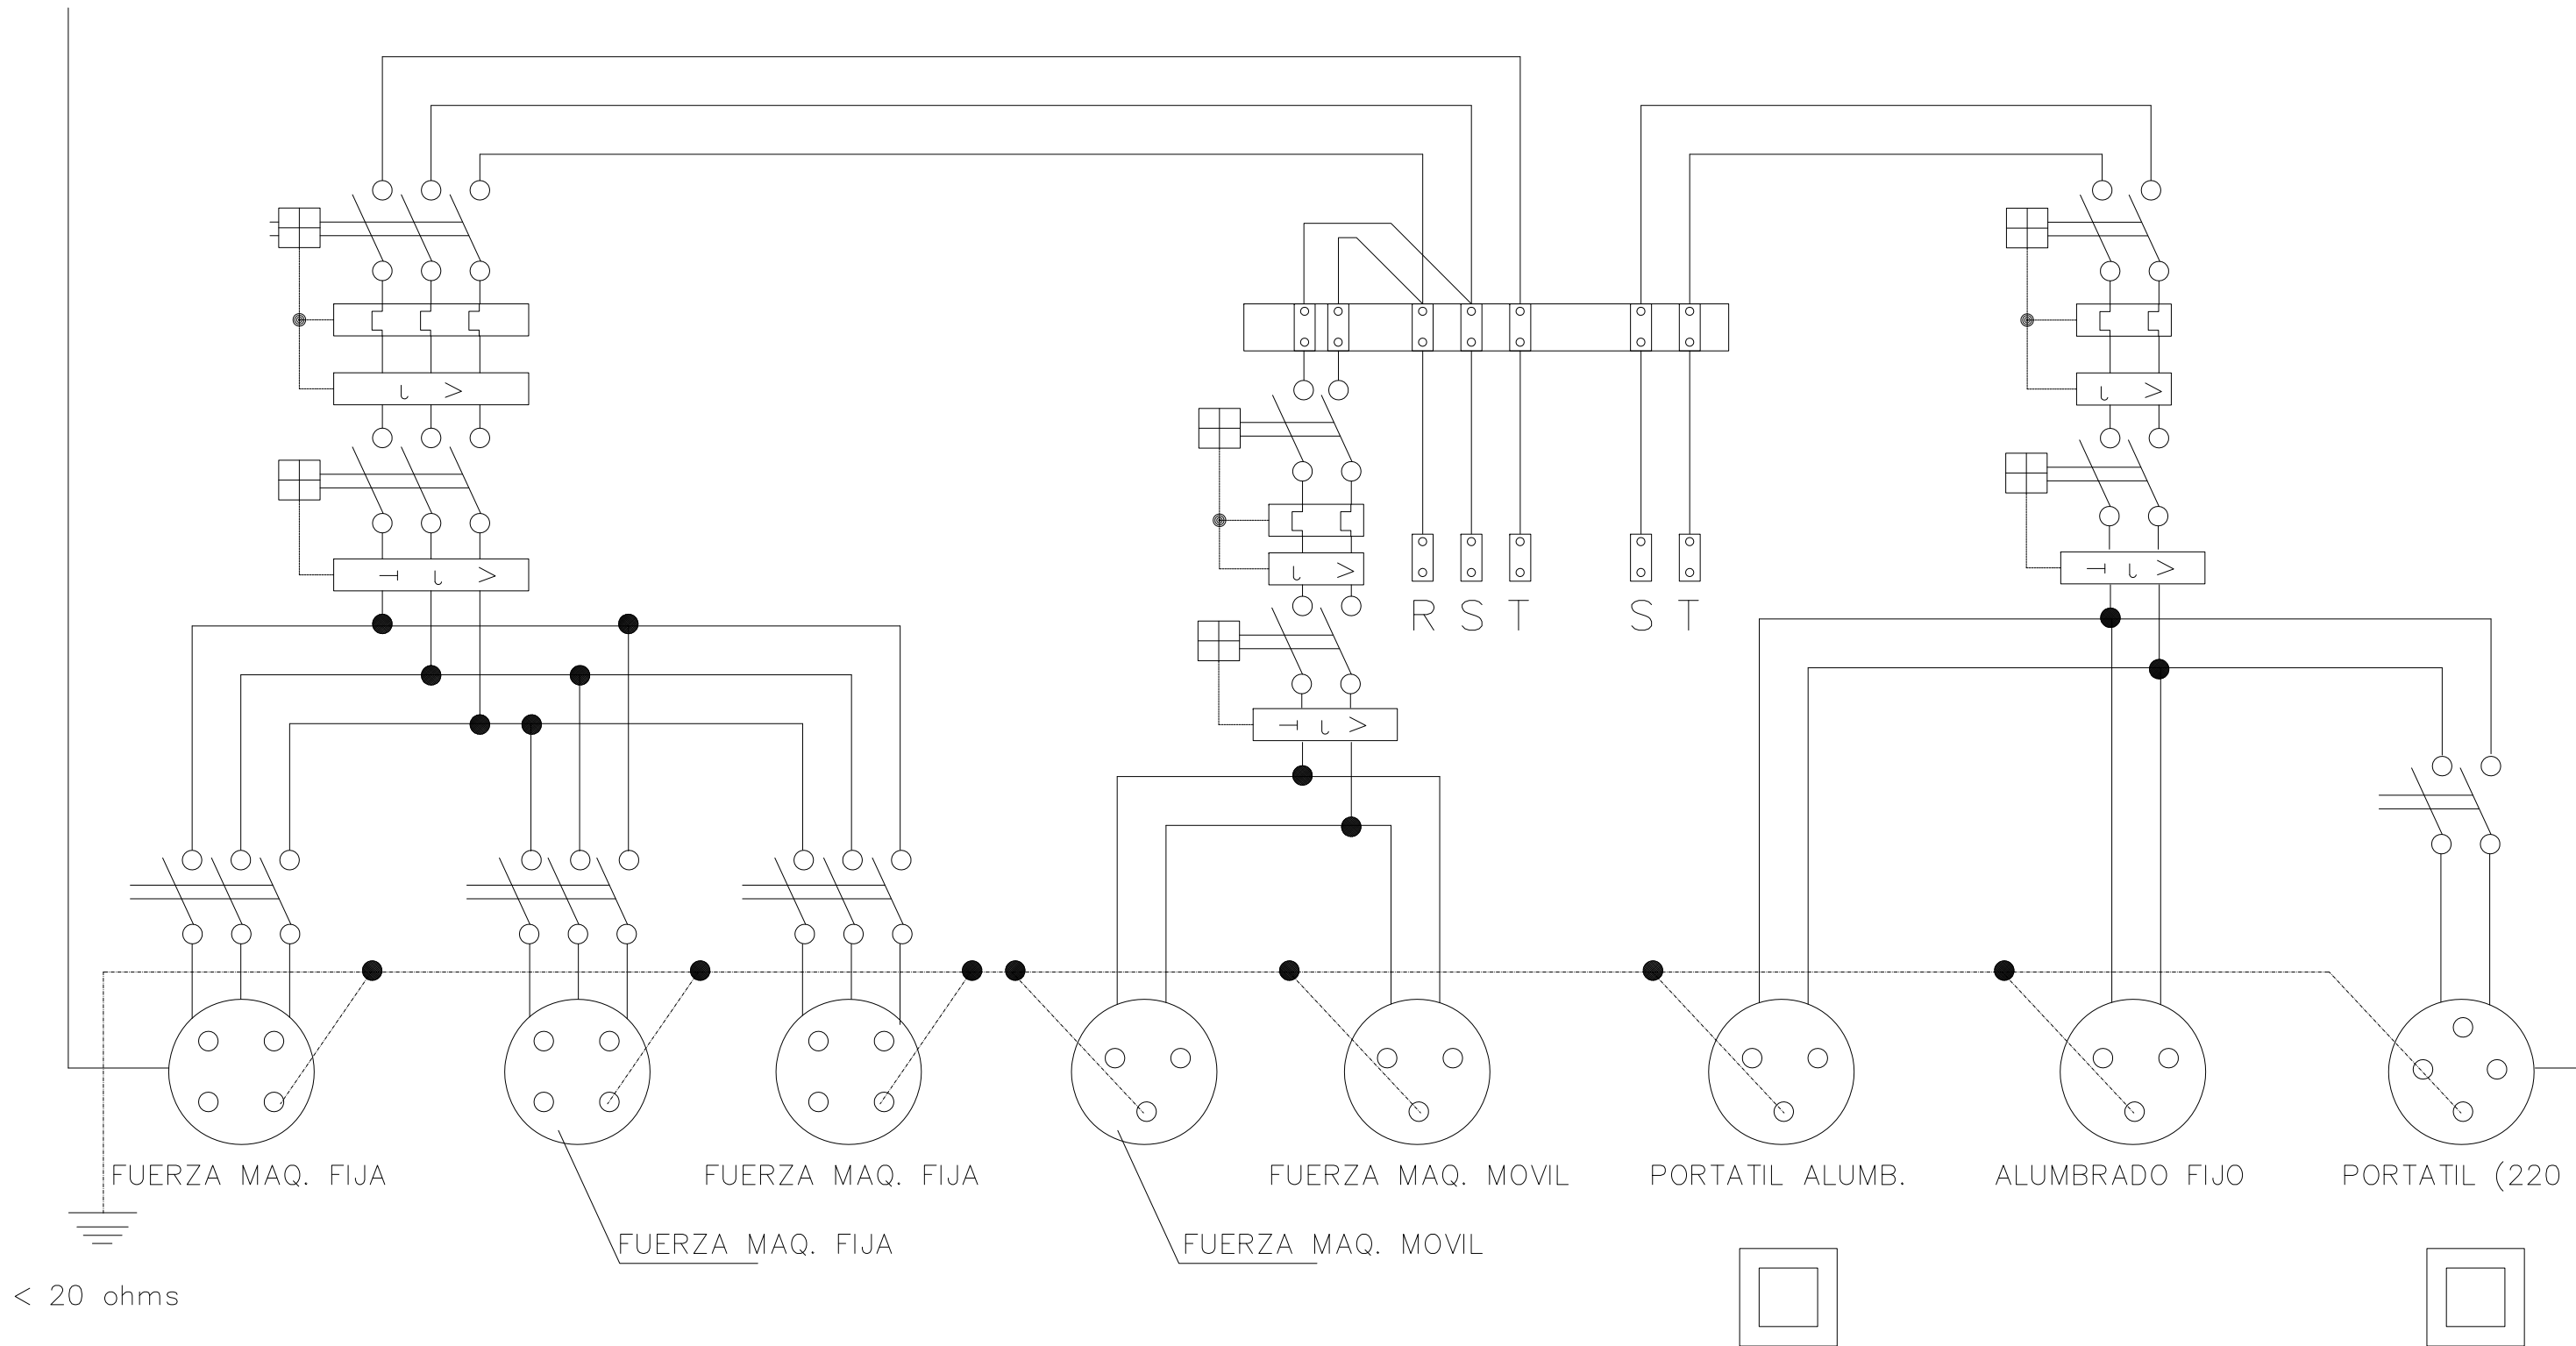 ι >
ι >
R S T
S T
⊢ ι >
ι >
⊢ ι >
⊢ ι >
FUERZA MAQ. FIJA
FUERZA MAQ. FIJA
FUERZA MAQ. MOVIL
PORTATIL ALUMB.
ALUMBRADO FIJO
PORTATIL (220
FUERZA MAQ. FIJA
FUERZA MAQ. MOVIL
< 20 ohms